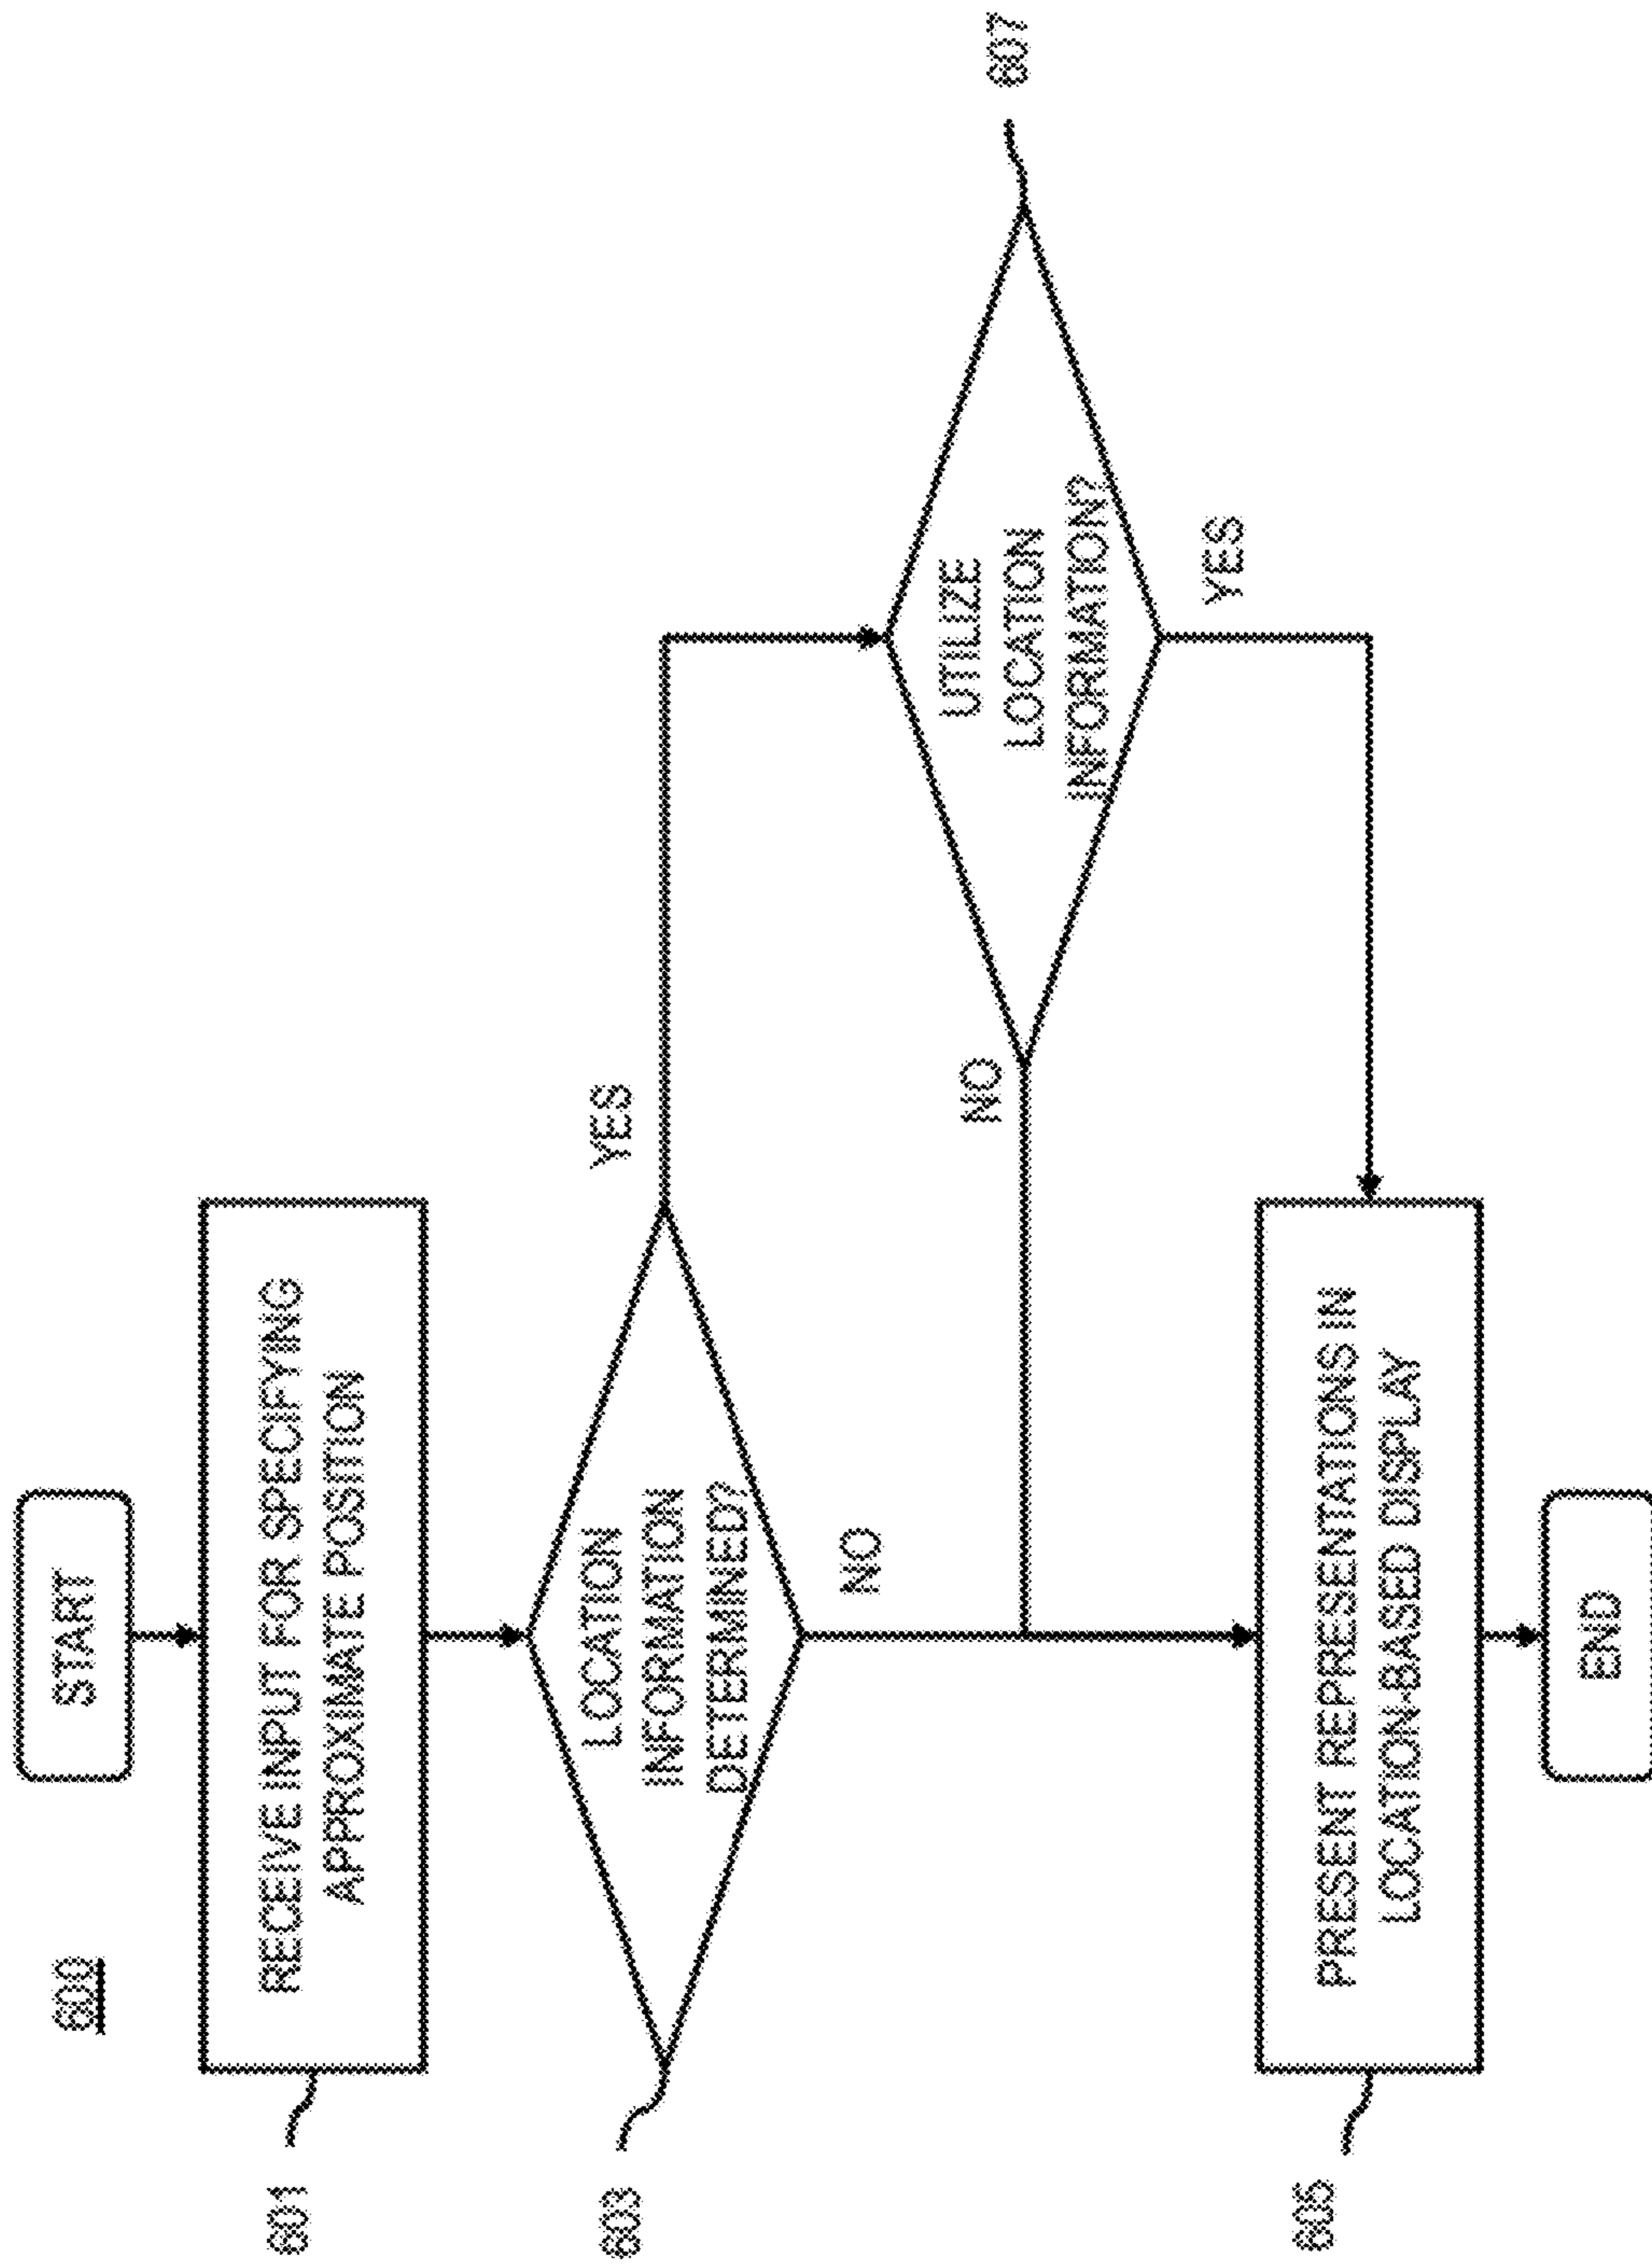 600
START
601
RECEIVE INPUT FOR SPECIFYING
APPROXIMATE POSITION
603
LOCATION
INFORMATION
DETERMINED?
YES
NO
607
UTILIZE
LOCATION
INFORMATION?
NO
YES
605
PRESENT REPRESENTATIONS IN
LOCATION-BASED DISPLAY
END